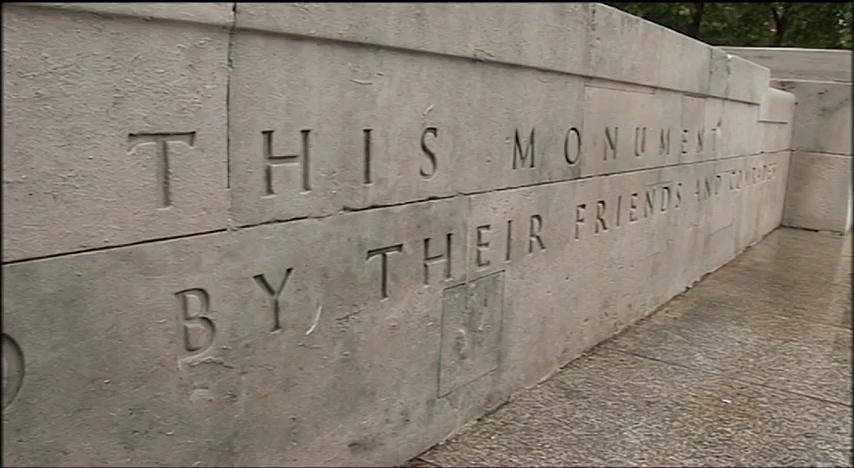 THIS MONUMENT
D BY THEIR FRIENDS AND COMRADES